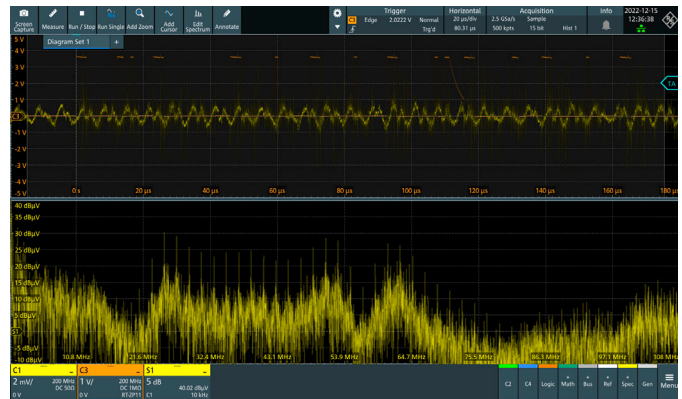 Trigger Horizontal Acquisition Info 2022-12-15
C3 Edge 2.0222 V Normal 20 µs/div 2.5 GSa/s Sample 12:36:38
Screen Capture Measure Run / Stop Run Single Add Zoom Add Cursor Edit Spectrum Annotate
Trg'd 80.31 µs 500 kpts 15 bit Hist 1
5 V Diagram Set 1 +
4 V
3 V
2 V
TA
1 V
C3
-1 V
-2 V
-3 V
-4 V
-5 V 0 s 20 µs 40 µs 60 µs 80 µs 100 µs 120 µs 140 µs 160 µs 180 µs
40 dBµV
35 dBµV
30 dBµV
25 dBµV
20 dBµV
15 dBµV
10 dBµV
5 dBµV
S1
-5 dBµV
-10 dBµV 10.8 MHz 21.6 MHz 32.4 MHz 43.1 MHz 53.9 MHz 64.7 MHz 75.5 MHz 86.3 MHz 97.1 MHz 108 MHz
C1 C3 S1
2 mV/ 200 MHz DC 50Ω 1 V/ 200 MHz DC 1MΩ 5 dB 40.02 dBµV
0 V 0 V RT-ZP11 C1 10 kHz
C2 C4 Logic Math Bus Ref Spec Gen Menu